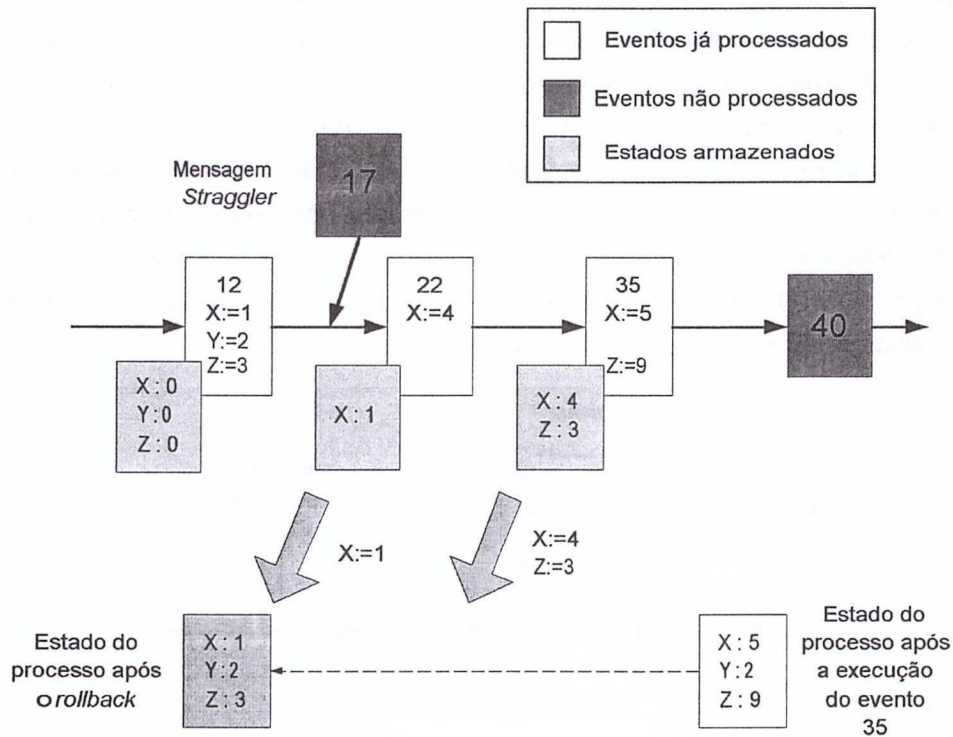 Eventos já processados
Eventos não processados
Estados armazenados
Mensagem
Straggler
17
12
X:=1
Y:=2
Z:=3
22
X:=4
35
X:=5
Z:=9
40
X:0
Y:0
Z:0
X:1
X:4
Z:3
X:=1
X:=4
Z:=3
Estado do
processo após
o rollback
X:1
Y:2
Z:3
X:5
Y:2
Z:9
Estado do
processo após
a execução
do evento
35